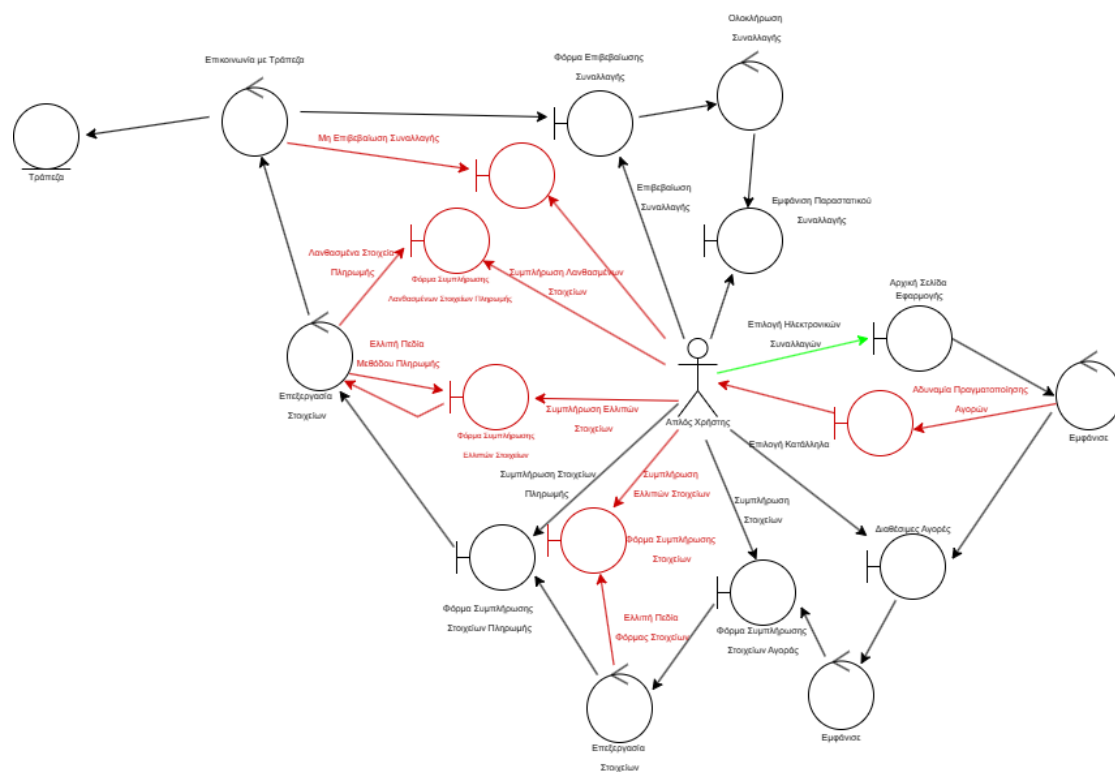 Ολοκλήρωση
Συναλλαγής
Επικοινωνία με Τράπεζα
Φόρμα Επιβεβαίωσης
Συναλλαγής
Μη Επιβεβαίωση Συναλλαγής
Τράπεζα
Επιβεβαίωση
Συναλλαγής
Εμφάνιση Παραστατικού
Συναλλαγής
Λανθασμένα Στοιχεία
Πληρωμής
Φόρμα Συμπλήρωσης
Λανθασμένων Στοιχείων Πληρωμής
Συμπλήρωση Λανθασμένων
Στοιχείων
Αρχική Σελίδα
Εφαρμογής
Επιλογή Ηλεκτρονικών
Συναλλαγών
Ελλιπή Πεδία
Μεθόδου Πληρωμής
Επεξεργασία
Στοιχείων
Αδυναμία Πραγματοποίησης
Αγορών
Συμπλήρωση Ελλιπών
Στοιχείων
Απλός Χρήστης
Εμφάνισε
Φόρμα Συμπλήρωσης
Ελλιπών Στοιχείων
Επιλογή Κατάλληλα
Συμπλήρωση Στοιχείων
Πληρωμής
Συμπλήρωση
Ελλιπών Στοιχείων
Συμπλήρωση
Στοιχείων
Διαθέσιμες Αγορές
Φόρμα Συμπλήρωσης
Στοιχείων
Φόρμα Συμπλήρωσης
Στοιχείων Πληρωμής
Ελλιπή Πεδία
Φόρμας Στοιχείων
Φόρμα Συμπλήρωσης
Στοιχείων Αγοράς
Εμφάνισε
Επεξεργασία
Στοιχείων